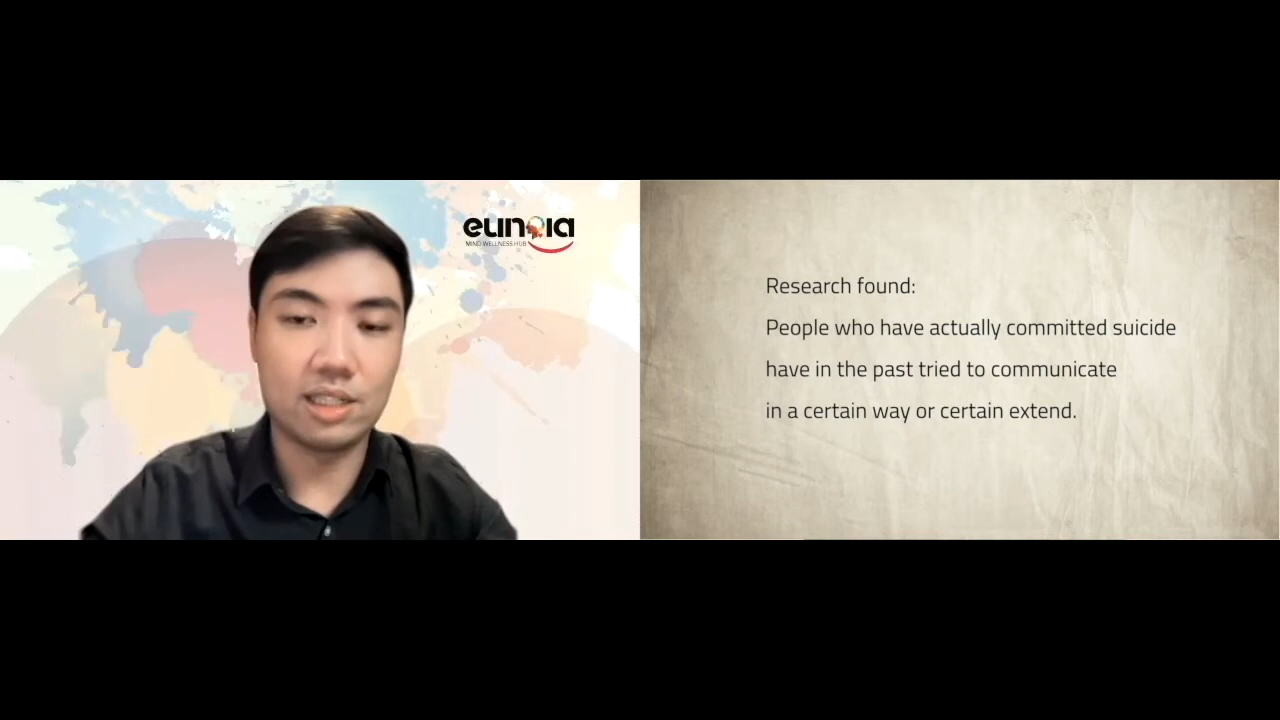 eunoia
MIND WELLNESS HUB
Research found:
People who have actually committed suicide
have in the past tried to communicate
in a certain way or certain extend.